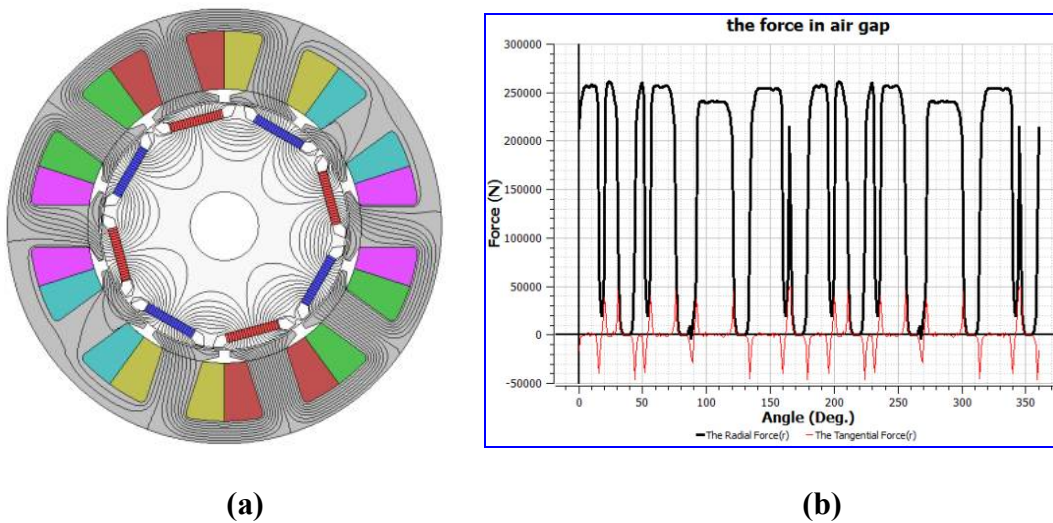 the force in air gap
Force (N)
300000
250000
200000
150000
100000
50000
0
-50000
0 50 100 150 200 250 300 350
Angle (Deg.)
The Radial Force(r) The Tangential Force(r)
(a) (b)